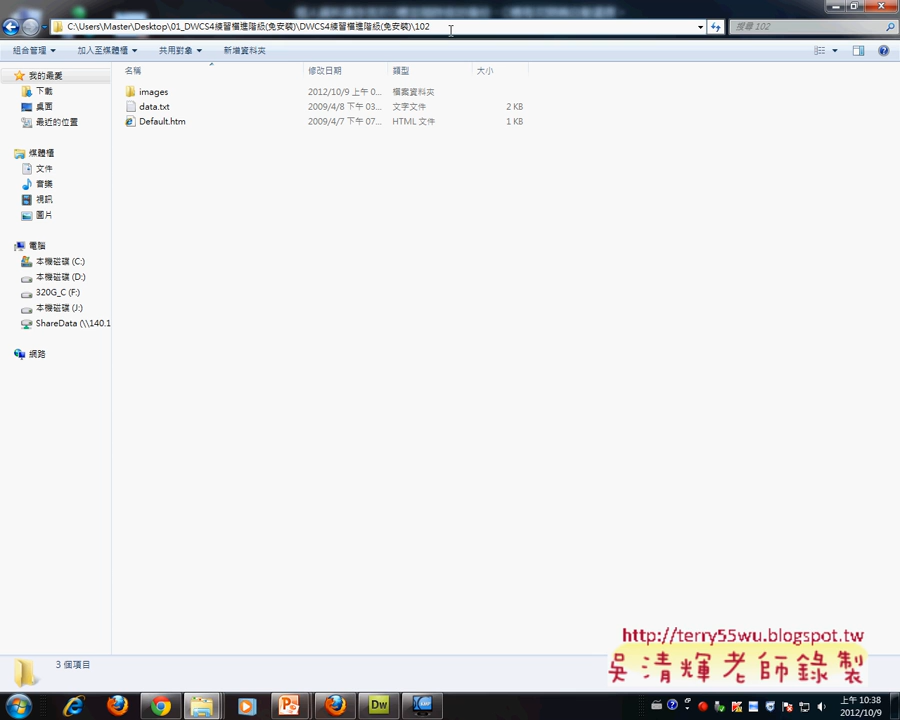 C:\Users\Master\Desktop\01_DWCS4練習檔進階級(免安裝)\DWCS4練習檔進階級(免安裝)\102
搜尋 102
組合管理 加入至媒體櫃 共用對象 新增資料夾
名稱 修改日期 類型 大小
images 2012/10/9 上午 0... 檔案資料夾
data.txt 2009/4/8 下午 03... 文字文件 2 KB
Default.htm 2009/4/7 下午 07... HTML 文件 1 KB
我的最愛
下載
桌面
最近的位置
媒體櫃
文件
音樂
視訊
圖片
電腦
本機磁碟 (C:)
本機磁碟 (D:)
320G_C (F:)
本機磁碟 (J:)
ShareData (\\140.1
網路
3 個項目
http://terry55wu.blogspot.tw
吳清輝老師錄製
Dw
上午 10:38
2012/10/9